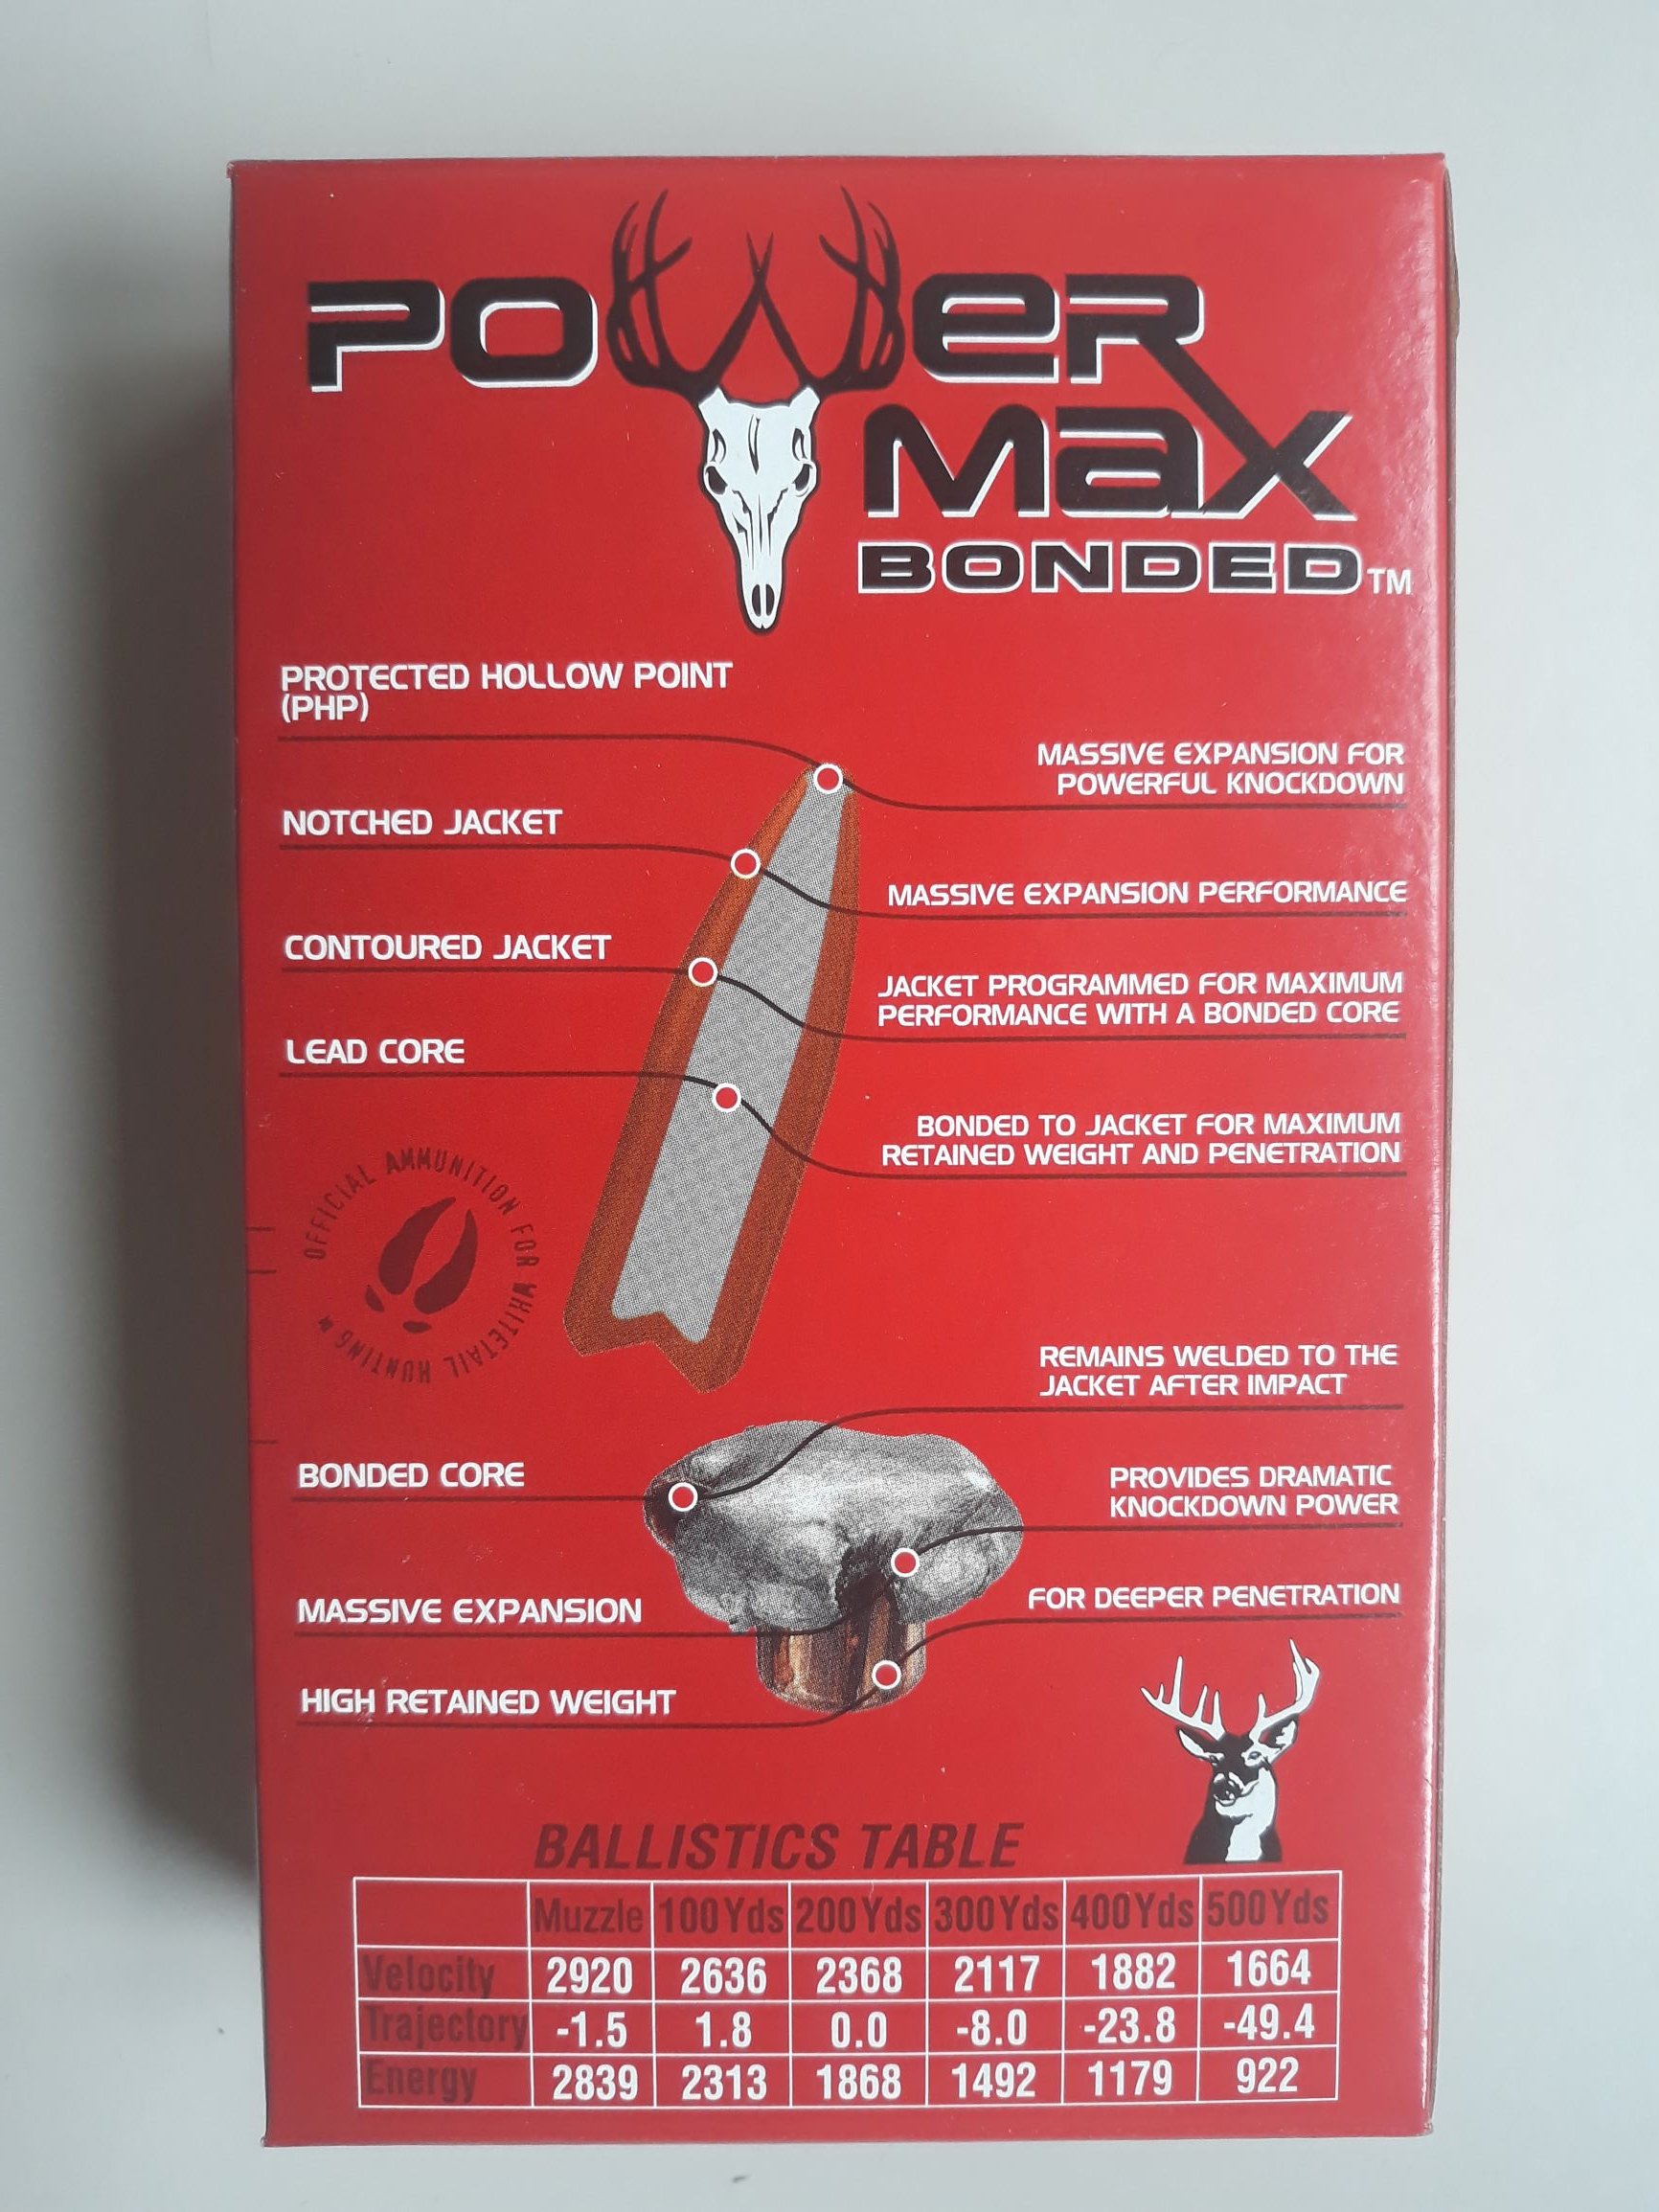 POWER
MAX
BONDED™
PROTECTED HOLLOW POINT
(PHP)
MASSIVE EXPANSION FOR
POWERFUL KNOCKDOWN
NOTCHED JACKET
MASSIVE EXPANSION PERFORMANCE
CONTOURED JACKET
JACKET PROGRAMMED FOR MAXIMUM
PERFORMANCE WITH A BONDED CORE
LEAD CORE
BONDED TO JACKET FOR MAXIMUM
RETAINED WEIGHT AND PENETRATION
OFFICIAL AMMUNITION FOR WHITETAIL HUNTING
REMAINS WELDED TO THE
JACKET AFTER IMPACT
BONDED CORE
PROVIDES DRAMATIC
KNOCKDOWN POWER
MASSIVE EXPANSION
FOR DEEPER PENETRATION
HIGH RETAINED WEIGHT
BALLISTICS TABLE
Muzzle 100 Yds 200 Yds 300 Yds 400 Yds 500 Yds
Velocity 2920 2636 2368 2117 1882 1664
Trajectory -1.5 1.8 0.0 -8.0 -23.8 -49.4
Energy 2839 2313 1868 1492 1179 922